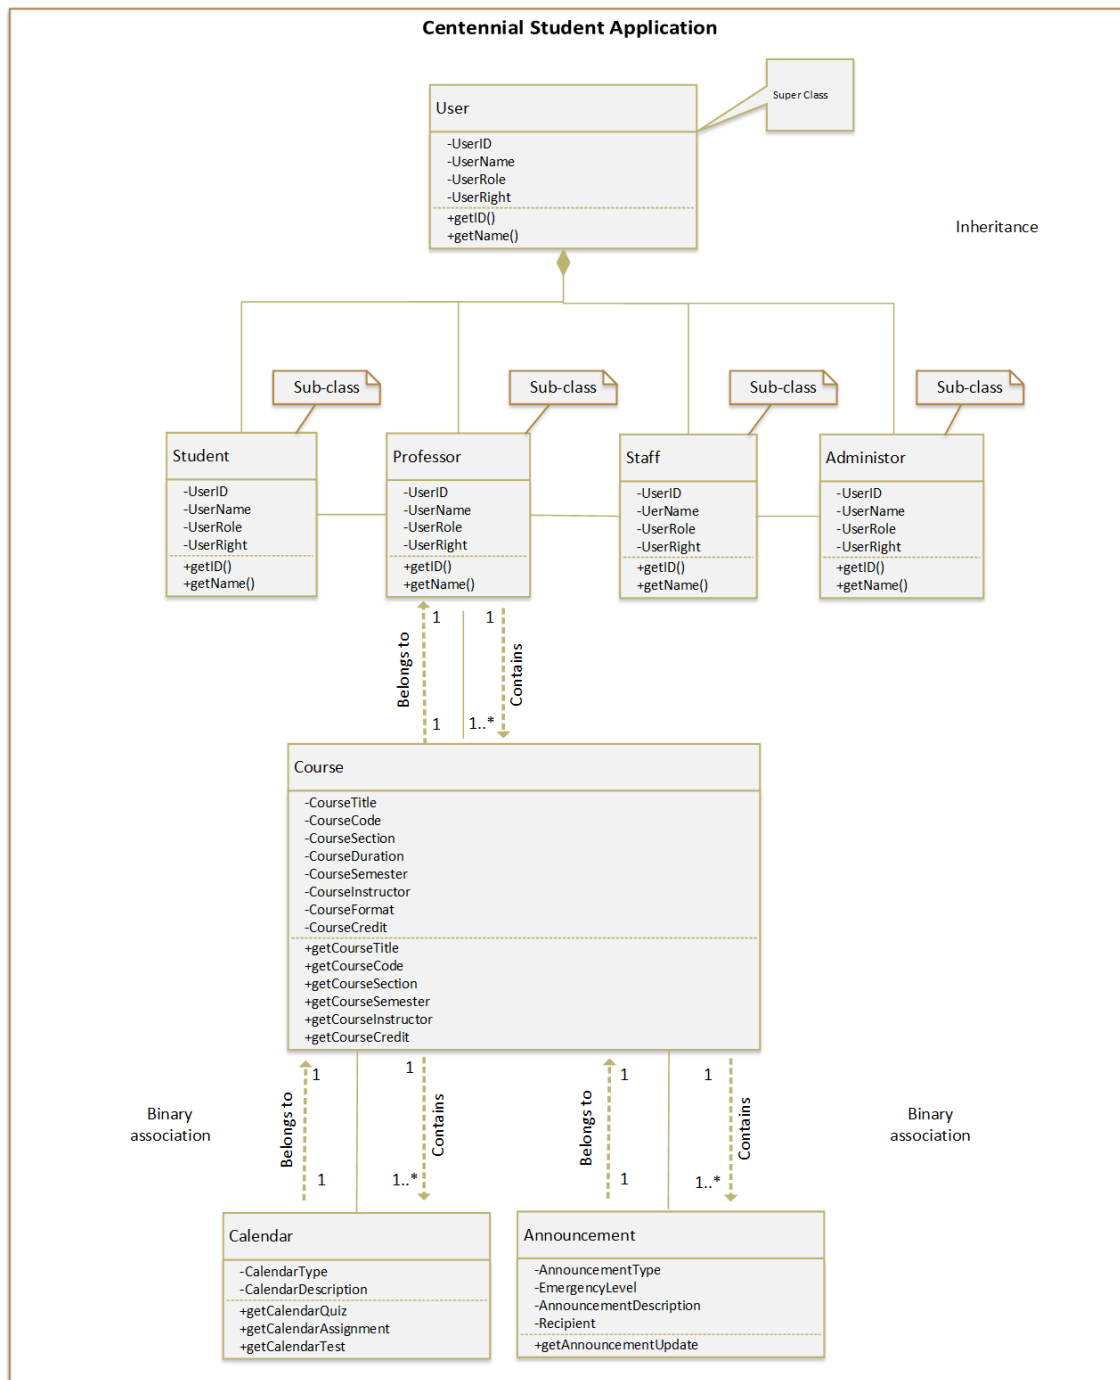 Centennial Student Application
User
Super Class
-UserID
-UserName
-UserRole
-UserRight
+getID()
+getName()
Inheritance
Sub-class
Sub-class
Sub-class
Sub-class
Student
-UserID
-UserName
-UserRole
-UserRight
+getID()
+getName()
Professor
-UserID
-UserName
-UserRole
-UserRight
+getID()
+getName()
Staff
-UserID
-UerName
-UserRole
-UserRight
+getID()
+getName()
Administor
-UserID
-UserName
-UserRole
-UserRight
+getID()
+getName()
Belongs to
1
1
1
1..*
Contains
Course
-CourseTitle
-CourseCode
-CourseSection
-CourseDuration
-CourseSemester
-CourseInstructor
-CourseFormat
-CourseCredit
+getCourseTitle
+getCourseCode
+getCourseSection
+getCourseSemester
+getCourseInstructor
+getCourseCredit
Binary
association
Belongs to
1
1
1
1..*
Contains
Belongs to
1
1
1
1..*
Contains
Binary
association
Calendar
-CalendarType
-CalendarDescription
+getCalendarQuiz
+getCalendarAssignment
+getCalendarTest
Announcement
-AnnouncementType
-EmergencyLevel
-AnnouncementDescription
-Recipient
+getAnnouncementUpdate